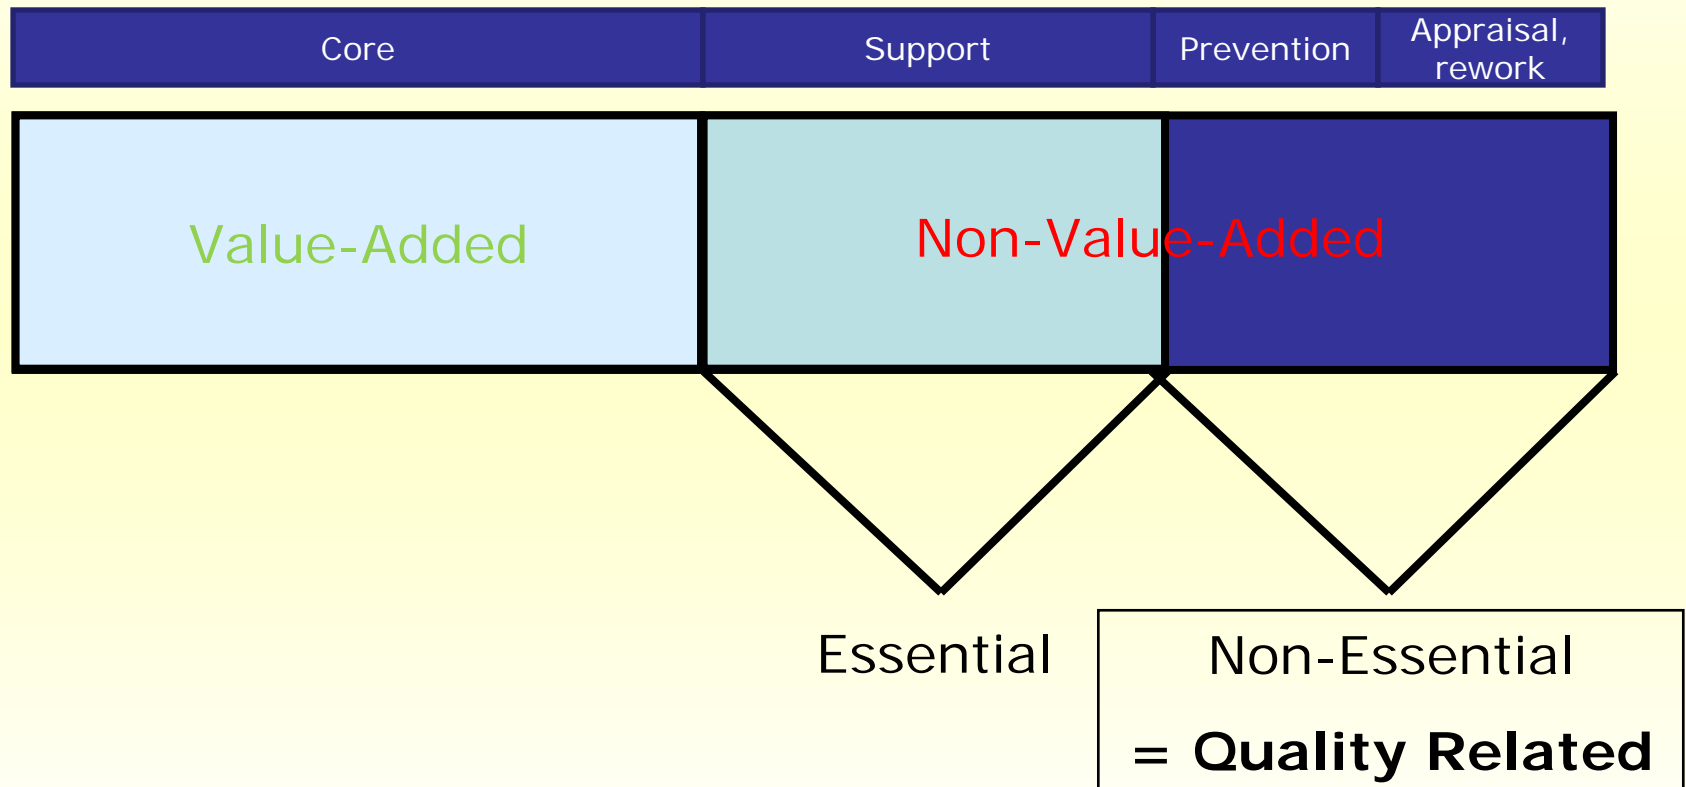 Core
Support
Prevention
Appraisal,
rework
Value-Added
Non-Value-Added
Essential
Non-Essential
= Quality Related